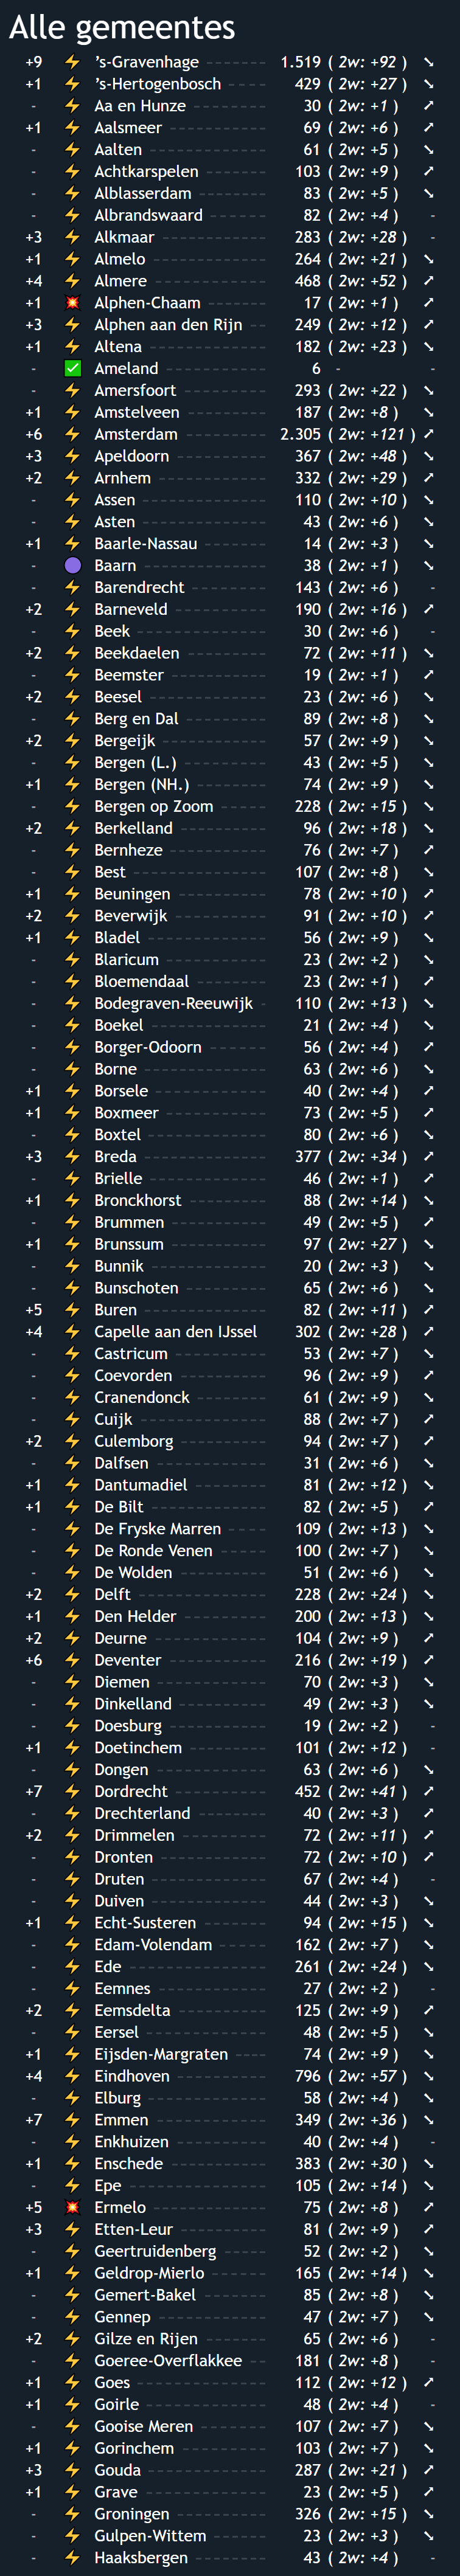 Alle gemeentes
+9 ⚡ ’s-Gravenhage ------- 1.519 ( 2w: +92 ) ➘
+1 ⚡ ’s-Hertogenbosch ----- 429 ( 2w: +27 ) ➘
- ⚡ Aa en Hunze --------- 30 ( 2w: +1 ) ➚
+1 ⚡ Aalsmeer ----------- 69 ( 2w: +6 ) ➚
- ⚡ Aalten ------------- 61 ( 2w: +5 ) ➘
- ⚡ Achtkarspelen ------- 103 ( 2w: +9 ) ➚
- ⚡ Alblasserdam -------- 83 ( 2w: +5 ) ➘
- ⚡ Albrandswaard ------- 82 ( 2w: +4 ) -
+3 ⚡ Alkmaar ------------ 283 ( 2w: +28 ) -
+1 ⚡ Almelo ------------- 264 ( 2w: +21 ) ➘
+4 ⚡ Almere ------------- 468 ( 2w: +52 ) ➚
+1 💥 Alphen-Chaam ------- 17 ( 2w: +1 ) ➚
+3 ⚡ Alphen aan den Rijn -- 249 ( 2w: +12 ) ➚
+1 ⚡ Altena ------------- 182 ( 2w: +23 ) ➘
- ✅ Ameland ------------ 6 - -
- ⚡ Amersfoort --------- 293 ( 2w: +22 ) ➘
+1 ⚡ Amstelveen --------- 187 ( 2w: +8 ) ➘
+6 ⚡ Amsterdam ---------- 2.305 ( 2w: +121 ) ➚
+3 ⚡ Apeldoorn ---------- 367 ( 2w: +48 ) ➘
+2 ⚡ Arnhem ------------- 332 ( 2w: +29 ) ➚
- ⚡ Assen -------------- 110 ( 2w: +10 ) ➘
- ⚡ Asten -------------- 43 ( 2w: +6 ) ➘
+1 ⚡ Baarle-Nassau ------- 14 ( 2w: +3 ) ➘
- 🟣 Baarn -------------- 38 ( 2w: +1 ) ➘
- ⚡ Barendrecht -------- 143 ( 2w: +6 ) -
+2 ⚡ Barneveld ---------- 190 ( 2w: +16 ) ➚
- ⚡ Beek --------------- 30 ( 2w: +6 ) -
+2 ⚡ Beekdaelen --------- 72 ( 2w: +11 ) ➘
- ⚡ Beemster ----------- 19 ( 2w: +1 ) ➚
+2 ⚡ Beesel ------------- 23 ( 2w: +6 ) ➘
- ⚡ Berg en Dal --------- 89 ( 2w: +8 ) ➘
+2 ⚡ Bergeijk ----------- 57 ( 2w: +9 ) ➘
- ⚡ Bergen (L.) --------- 43 ( 2w: +5 ) ➘
+1 ⚡ Bergen (NH.) -------- 74 ( 2w: +9 ) ➘
- ⚡ Bergen op Zoom ------ 228 ( 2w: +15 ) ➘
+2 ⚡ Berkelland --------- 96 ( 2w: +18 ) ➘
- ⚡ Bernheze ----------- 76 ( 2w: +7 ) ➚
- ⚡ Best --------------- 107 ( 2w: +8 ) ➘
+1 ⚡ Beuningen ---------- 78 ( 2w: +10 ) ➚
+2 ⚡ Beverwijk ---------- 91 ( 2w: +10 ) ➚
+1 ⚡ Bladel ------------- 56 ( 2w: +9 ) ➘
- ⚡ Blaricum ----------- 23 ( 2w: +2 ) ➘
- ⚡ Bloemendaal -------- 23 ( 2w: +1 ) ➚
- ⚡ Bodegraven-Reeuwijk - 110 ( 2w: +13 ) ➘
- ⚡ Boekel ------------- 21 ( 2w: +4 ) ➘
- ⚡ Borger-Odoorn ------- 56 ( 2w: +4 ) ➚
- ⚡ Borne -------------- 63 ( 2w: +6 ) ➘
+1 ⚡ Borsele ------------ 40 ( 2w: +4 ) ➚
+1 ⚡ Boxmeer ------------ 73 ( 2w: +5 ) ➚
- ⚡ Boxtel ------------- 80 ( 2w: +6 ) ➘
+3 ⚡ Breda -------------- 377 ( 2w: +34 ) ➚
- ⚡ Brielle ------------ 46 ( 2w: +1 ) ➚
+1 ⚡ Bronckhorst -------- 88 ( 2w: +14 ) ➘
- ⚡ Brummen ------------ 49 ( 2w: +5 ) ➚
+1 ⚡ Brunssum ----------- 97 ( 2w: +27 ) ➘
- ⚡ Bunnik ------------- 20 ( 2w: +3 ) ➘
- ⚡ Bunschoten --------- 65 ( 2w: +6 ) ➘
+5 ⚡ Buren -------------- 82 ( 2w: +11 ) ➚
+4 ⚡ Capelle aan den IJssel 302 ( 2w: +28 ) ➚
- ⚡ Castricum ---------- 53 ( 2w: +7 ) ➘
- ⚡ Coevorden ---------- 96 ( 2w: +9 ) ➚
- ⚡ Cranendonck -------- 61 ( 2w: +9 ) ➘
- ⚡ Cuijk -------------- 88 ( 2w: +7 ) ➚
+2 ⚡ Culemborg ---------- 94 ( 2w: +7 ) ➚
- ⚡ Dalfsen ------------ 31 ( 2w: +6 ) ➘
+1 ⚡ Dantumadiel -------- 81 ( 2w: +12 ) ➘
+1 ⚡ De Bilt ------------ 82 ( 2w: +5 ) ➚
- ⚡ De Fryske Marren ---- 109 ( 2w: +13 ) ➘
- ⚡ De Ronde Venen ------ 100 ( 2w: +7 ) ➘
- ⚡ De Wolden ---------- 51 ( 2w: +6 ) ➘
+2 ⚡ Delft -------------- 228 ( 2w: +24 ) ➘
+1 ⚡ Den Helder --------- 200 ( 2w: +13 ) ➘
+2 ⚡ Deurne ------------- 104 ( 2w: +9 ) ➚
+6 ⚡ Deventer ----------- 216 ( 2w: +19 ) ➚
- ⚡ Diemen ------------- 70 ( 2w: +3 ) ➘
- ⚡ Dinkelland --------- 49 ( 2w: +3 ) ➘
- ⚡ Doesburg ----------- 19 ( 2w: +2 ) -
+1 ⚡ Doetinchem --------- 101 ( 2w: +12 ) -
- ⚡ Dongen ------------- 63 ( 2w: +6 ) ➘
+7 ⚡ Dordrecht ---------- 452 ( 2w: +41 ) ➚
- ⚡ Drechterland ------- 40 ( 2w: +3 ) ➚
+2 ⚡ Drimmelen ---------- 72 ( 2w: +11 ) ➚
- ⚡ Dronten ------------ 72 ( 2w: +10 ) ➚
- ⚡ Druten ------------- 67 ( 2w: +4 ) -
- ⚡ Duiven ------------- 44 ( 2w: +3 ) ➘
+1 ⚡ Echt-Susteren ------- 94 ( 2w: +15 ) ➘
- ⚡ Edam-Volendam ------ 162 ( 2w: +7 ) ➘
- ⚡ Ede ---------------- 261 ( 2w: +24 ) ➘
- ⚡ Eemnes ------------- 27 ( 2w: +2 ) -
+2 ⚡ Eemsdelta ---------- 125 ( 2w: +9 ) ➚
- ⚡ Eersel ------------- 48 ( 2w: +5 ) ➘
+1 ⚡ Eijsden-Margraten ---- 74 ( 2w: +9 ) ➘
+4 ⚡ Eindhoven ---------- 796 ( 2w: +57 ) ➘
- ⚡ Elburg ------------- 58 ( 2w: +4 ) ➘
+7 ⚡ Emmen -------------- 349 ( 2w: +36 ) ➘
- ⚡ Enkhuizen ---------- 40 ( 2w: +4 ) -
+1 ⚡ Enschede ----------- 383 ( 2w: +30 ) ➘
- ⚡ Epe ---------------- 105 ( 2w: +14 ) ➘
+5 💥 Ermelo ------------- 75 ( 2w: +8 ) ➚
+3 ⚡ Etten-Leur --------- 81 ( 2w: +9 ) ➚
- ⚡ Geertruidenberg ----- 52 ( 2w: +2 ) ➘
+1 ⚡ Geldrop-Mierlo ------ 165 ( 2w: +14 ) ➘
- ⚡ Gemert-Bakel ------- 85 ( 2w: +8 ) ➘
- ⚡ Gennep ------------- 47 ( 2w: +7 ) ➘
+2 ⚡ Gilze en Rijen ------ 65 ( 2w: +6 ) -
- ⚡ Goeree-Overflakkee -- 181 ( 2w: +8 ) -
+1 ⚡ Goes --------------- 112 ( 2w: +12 ) ➚
+1 ⚡ Goirle ------------- 48 ( 2w: +4 ) -
- ⚡ Gooise Meren ------- 107 ( 2w: +7 ) ➘
+1 ⚡ Gorinchem ---------- 103 ( 2w: +7 ) ➘
+3 ⚡ Gouda -------------- 287 ( 2w: +21 ) ➚
+1 ⚡ Grave -------------- 23 ( 2w: +5 ) ➚
- ⚡ Groningen ---------- 326 ( 2w: +15 ) ➘
- ⚡ Gulpen-Wittem ------ 23 ( 2w: +3 ) ➘
- ⚡ Haaksbergen -------- 43 ( 2w: +4 ) -